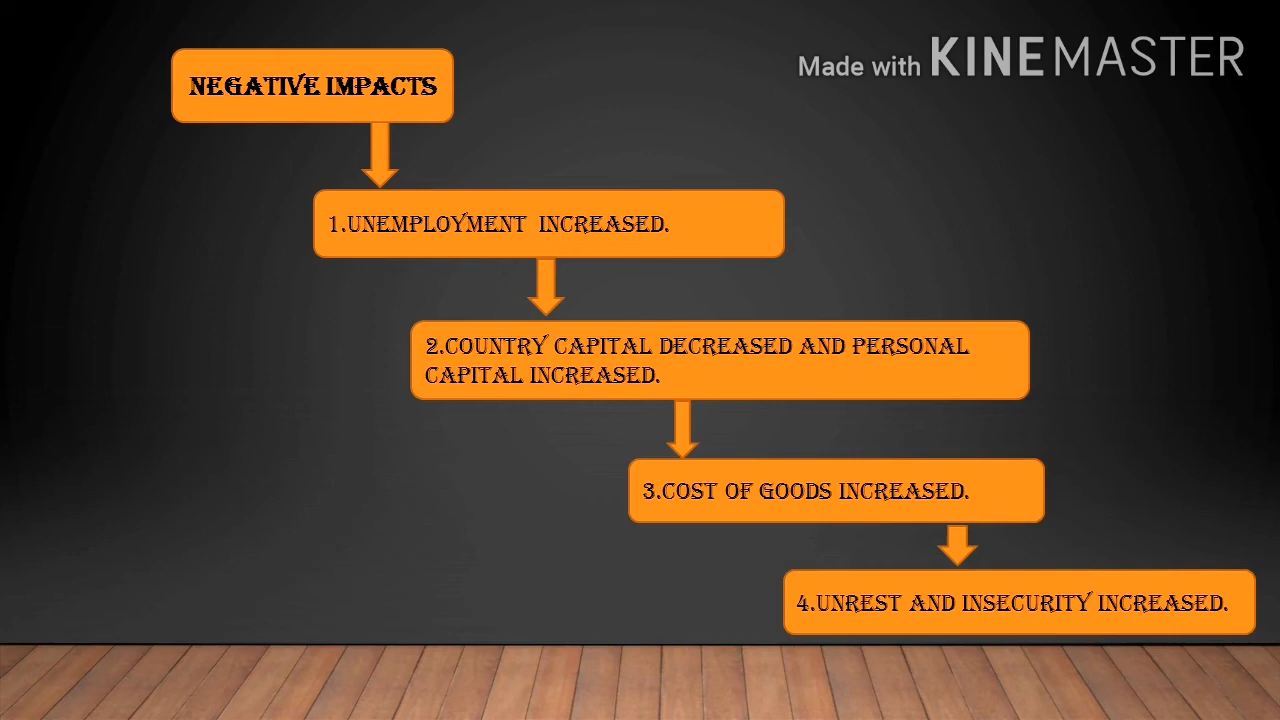 Made with KINEMASTER
NEGATIVE IMPACTS
1.UNEMPLOYMENT INCREASED.
2.COUNTRY CAPITAL DECREASED AND PERSONAL
CAPITAL INCREASED.
3.COST OF GOODS INCREASED.
4.UNREST AND INSECURITY INCREASED.